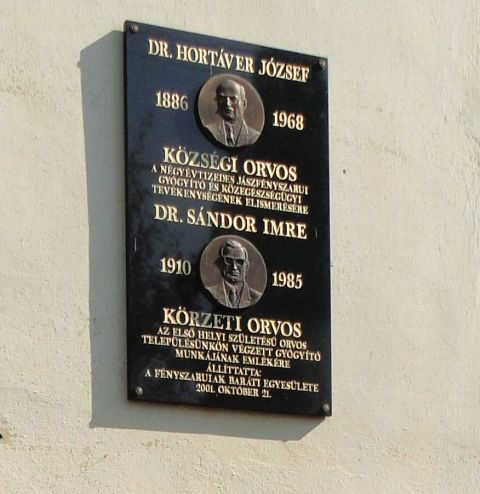 DR. HORTÁVER JÓZSEF
1886 1968
KÖZSÉGI ORVOS
A NÉGYÉVTIZEDES JÁSZFÉNYSZARUI
GYÓGYÍTÓ ÉS KÖZEGÉSZSÉGÜGYI
TEVÉKENYSÉGÉNEK ELISMERÉSÉRE
DR. SÁNDOR IMRE
1910 1985
KÖRZETI ORVOS
AZ ELSŐ HELYI SZÜLETÉSŰ ORVOS
TELEPÜLÉSÜNKÖN VÉGZETT GYÓGYÍTÓ
MUNKÁJÁNAK EMLÉKÉRE
ÁLLÍTTATTA:
A FÉNYSZARUIAK BARÁTI EGYESÜLETE
2001. OKTÓBER 21.